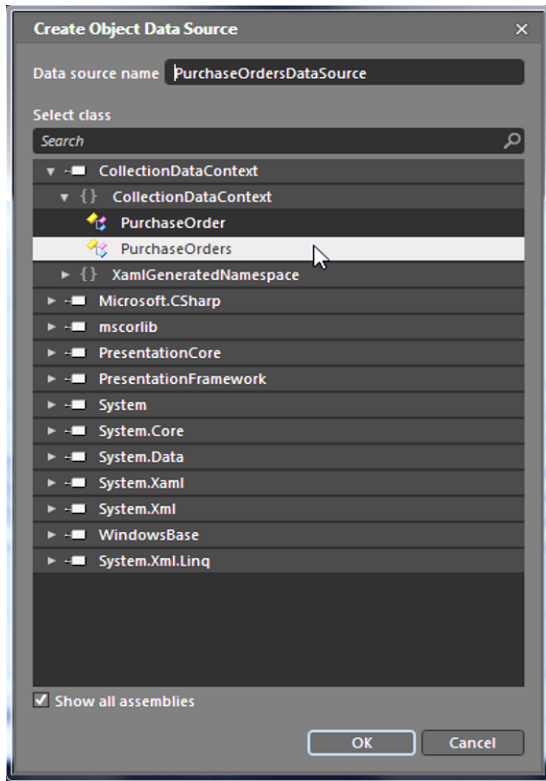 Create Object Data Source
Data source name PurchaseOrdersDataSource
Select class
Search
CollectionDataContext
{} CollectionDataContext
PurchaseOrder
PurchaseOrders
{} XamlGeneratedNamespace
Microsoft.CSharp
mscorlib
PresentationCore
PresentationFramework
System
System.Core
System.Data
System.Xaml
System.Xml
WindowsBase
System.Xml.Linq
Show all assemblies
OK Cancel